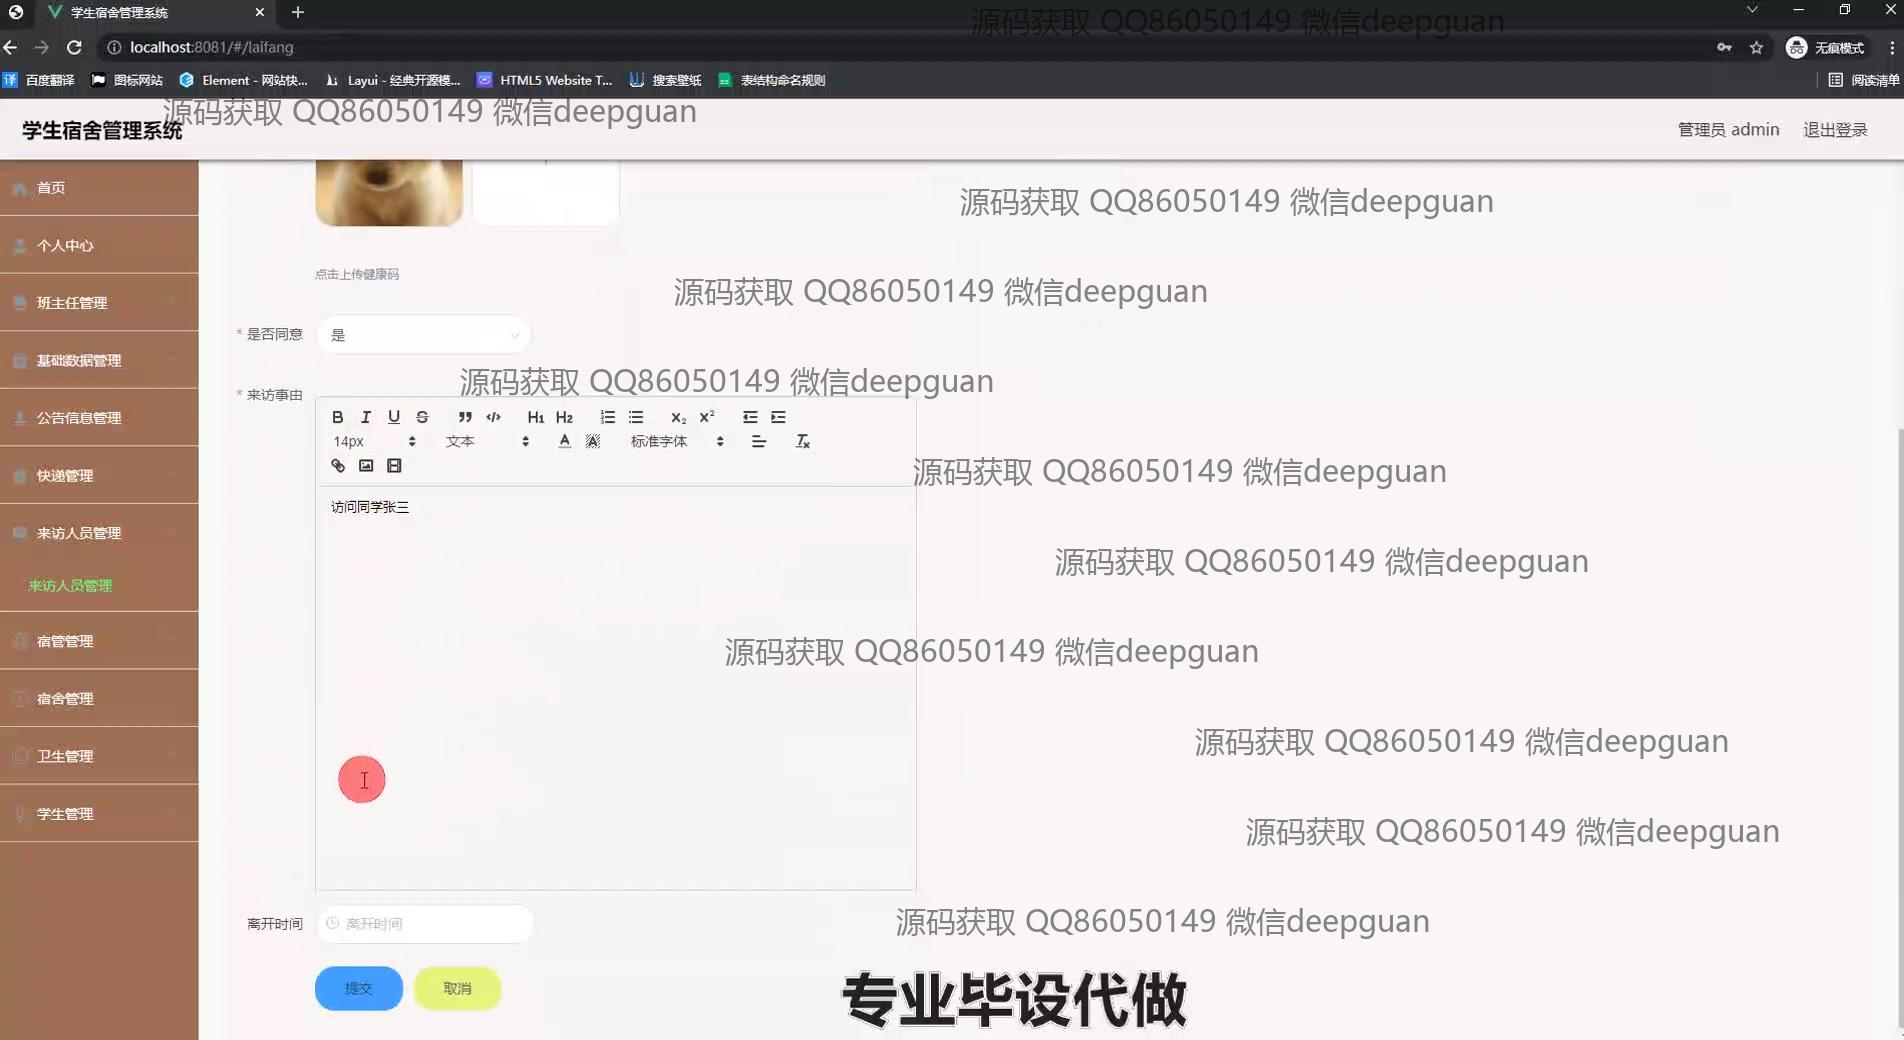 学生宿舍管理系统
源码获取 QQ86050149 微信deepguan
localhost:8081/#/laifang
无痕模式
百度翻译
图标网站
Element - 网站快...
Layui - 经典开源模...
HTML5 Website T...
搜索壁纸
表结构命名规则
阅读清单
源码获取 QQ86050149 微信deepguan
学生宿舍管理系统
管理员 admin
退出登录
首页
个人中心
班主任管理
基础数据管理
公告信息管理
快递管理
来访人员管理
来访人员管理
宿管管理
宿舍管理
卫生管理
学生管理
源码获取 QQ86050149 微信deepguan
点击上传健康码
源码获取 QQ86050149 微信deepguan
* 是否同意
是
源码获取 QQ86050149 微信deepguan
* 来访事由
B I U S H1 H2 X2 X2
14px 文本 A A 标准字体
源码获取 QQ86050149 微信deepguan
访问同学张三
源码获取 QQ86050149 微信deepguan
源码获取 QQ86050149 微信deepguan
源码获取 QQ86050149 微信deepguan
源码获取 QQ86050149 微信deepguan
离开时间
离开时间
源码获取 QQ86050149 微信deepguan
提交
取消
专业毕设代做